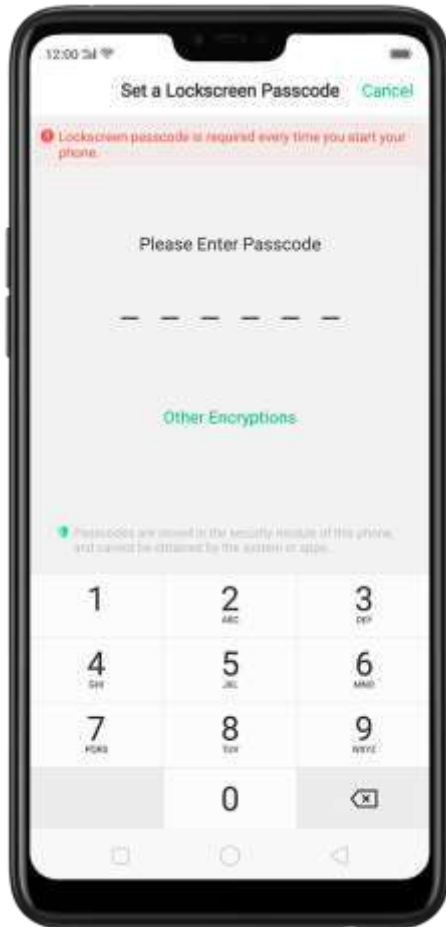 12:00
Set a Lockscreen Passcode Cancel
Lockscreen passcode is required every time you start your
phone.
Please Enter Passcode
Other Encryptions
Passcodes are stored in the security module of this phone,
and cannot be obtained by the system or apps.
1 2 3
ABC DEF
4 5 6
GHI JKL MNO
7 8 9
PQRS TUV WXYZ
0